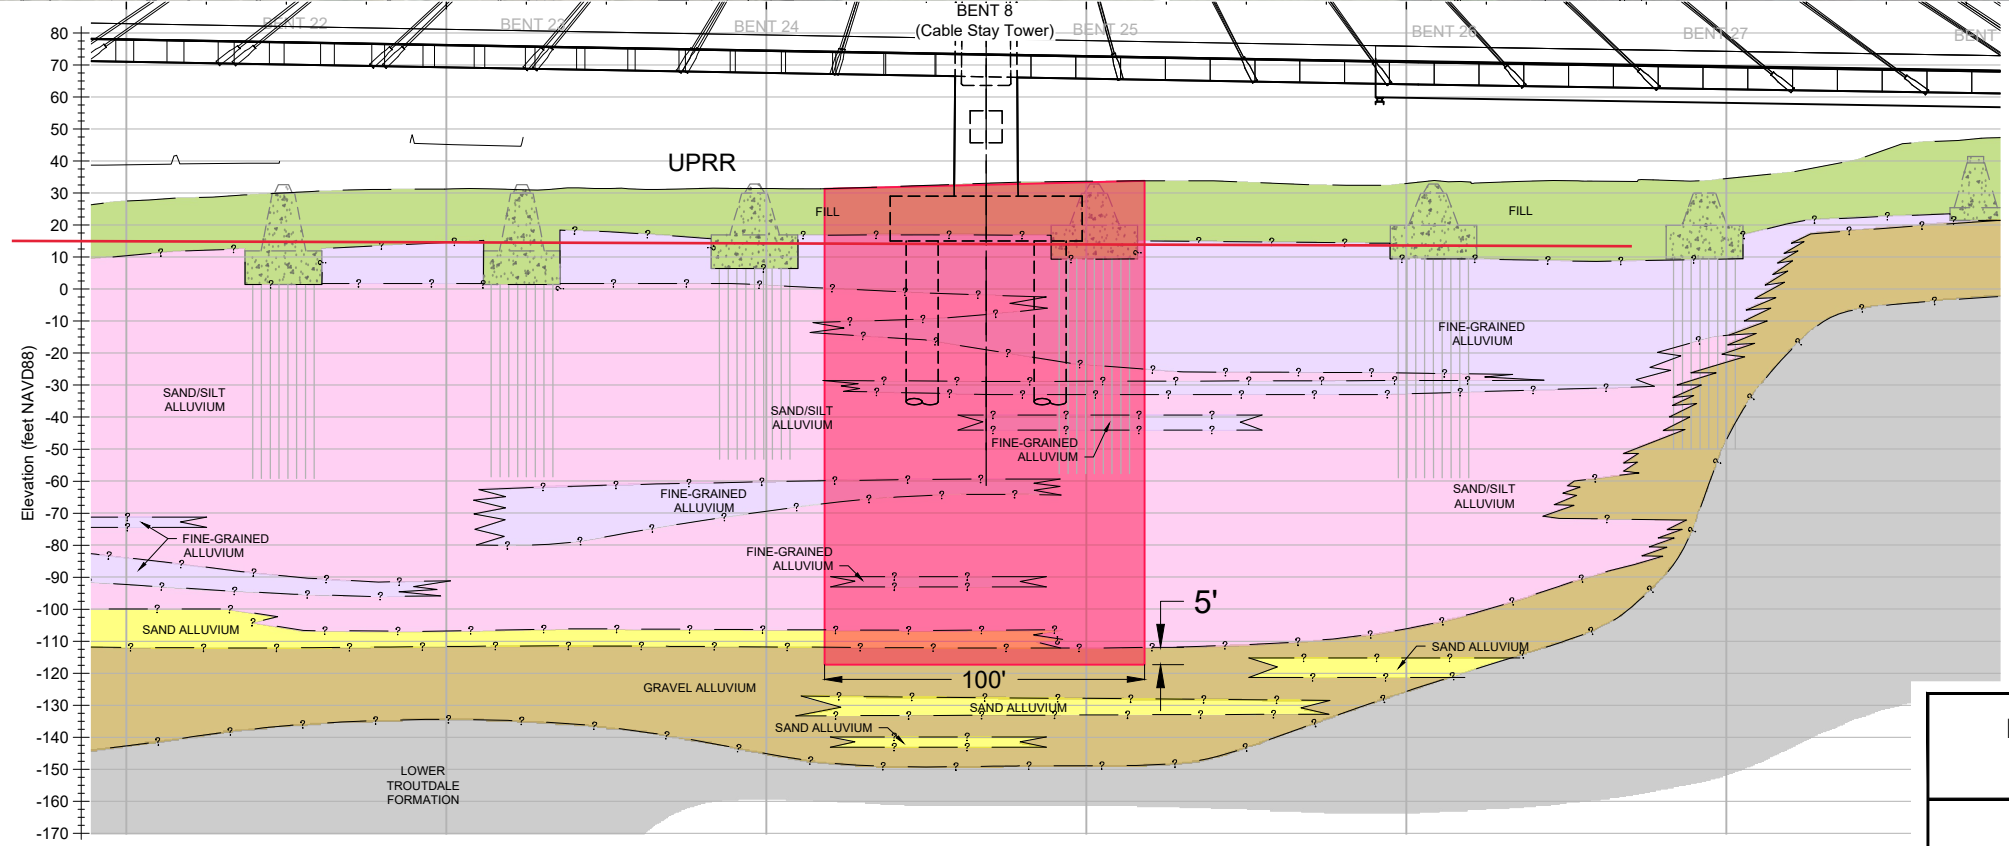 BENT 22
BENT 23
BENT 24
BENT 8
(Cable Stay Tower)
BENT 25
BENT 26
BENT 27
BENT
80
70
60
50
40
30
20
10
0
-10
-20
-30
-40
-50
-60
-70
-80
-90
-100
-110
-120
-130
-140
-150
-160
-170
Elevation (feet NAVD88)
UPRR
FILL
FILL
FINE-GRAINED
ALLUVIUM
SAND/SILT
ALLUVIUM
SAND/SILT
ALLUVIUM
FINE-GRAINED
ALLUVIUM
FINE-GRAINED
ALLUVIUM
SAND/SILT
ALLUVIUM
FINE-GRAINED
ALLUVIUM
FINE-GRAINED
ALLUVIUM
5'
SAND ALLUVIUM
SAND ALLUVIUM
100'
GRAVEL ALLUVIUM
SAND ALLUVIUM
SAND ALLUVIUM
LOWER
TROUTDALE
FORMATION